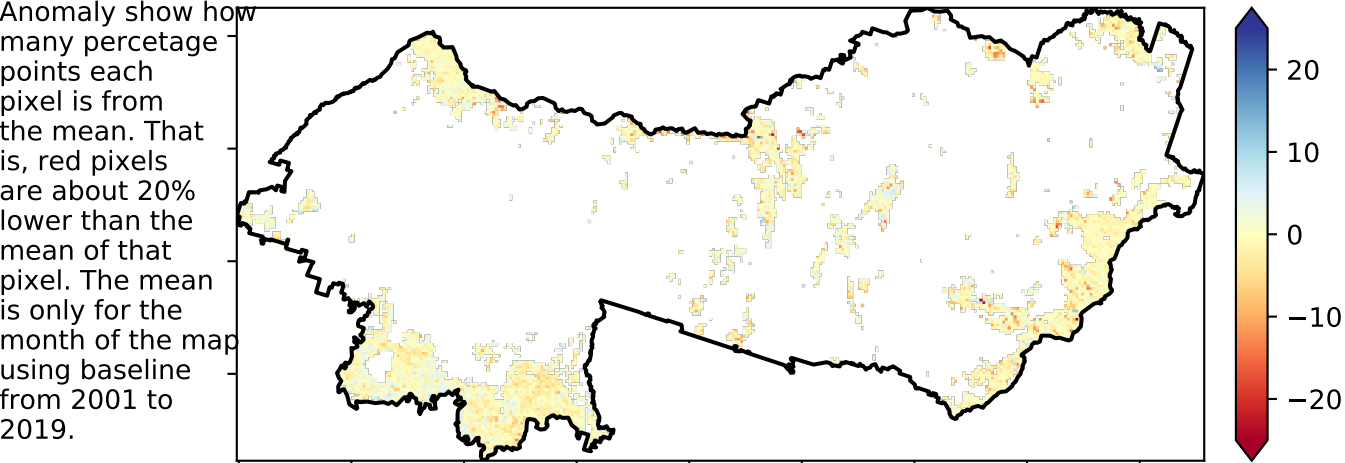 Anomaly show how
many percetage
points each
pixel is from
the mean. That
is, red pixels
are about 20%
lower than the
mean of that
pixel. The mean
is only for the
month of the map
using baseline
from 2001 to
2019.
20
10
0
−10
−20